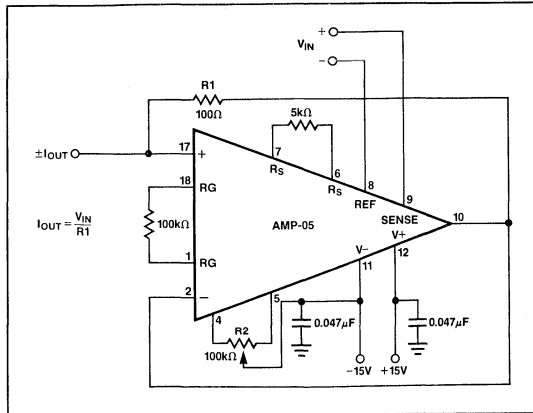 +
V_IN
−
R1
100Ω
5kΩ
±I_OUT
17
+
7
R_S
6
R_S
8
REF
9
SENSE
18
RG
I_OUT = V_IN / R1
100kΩ
AMP-05
10
1
RG
V−
11
V+
12
2
−
4
5
R2
100kΩ
0.047µF
0.047µF
−15V
+15V